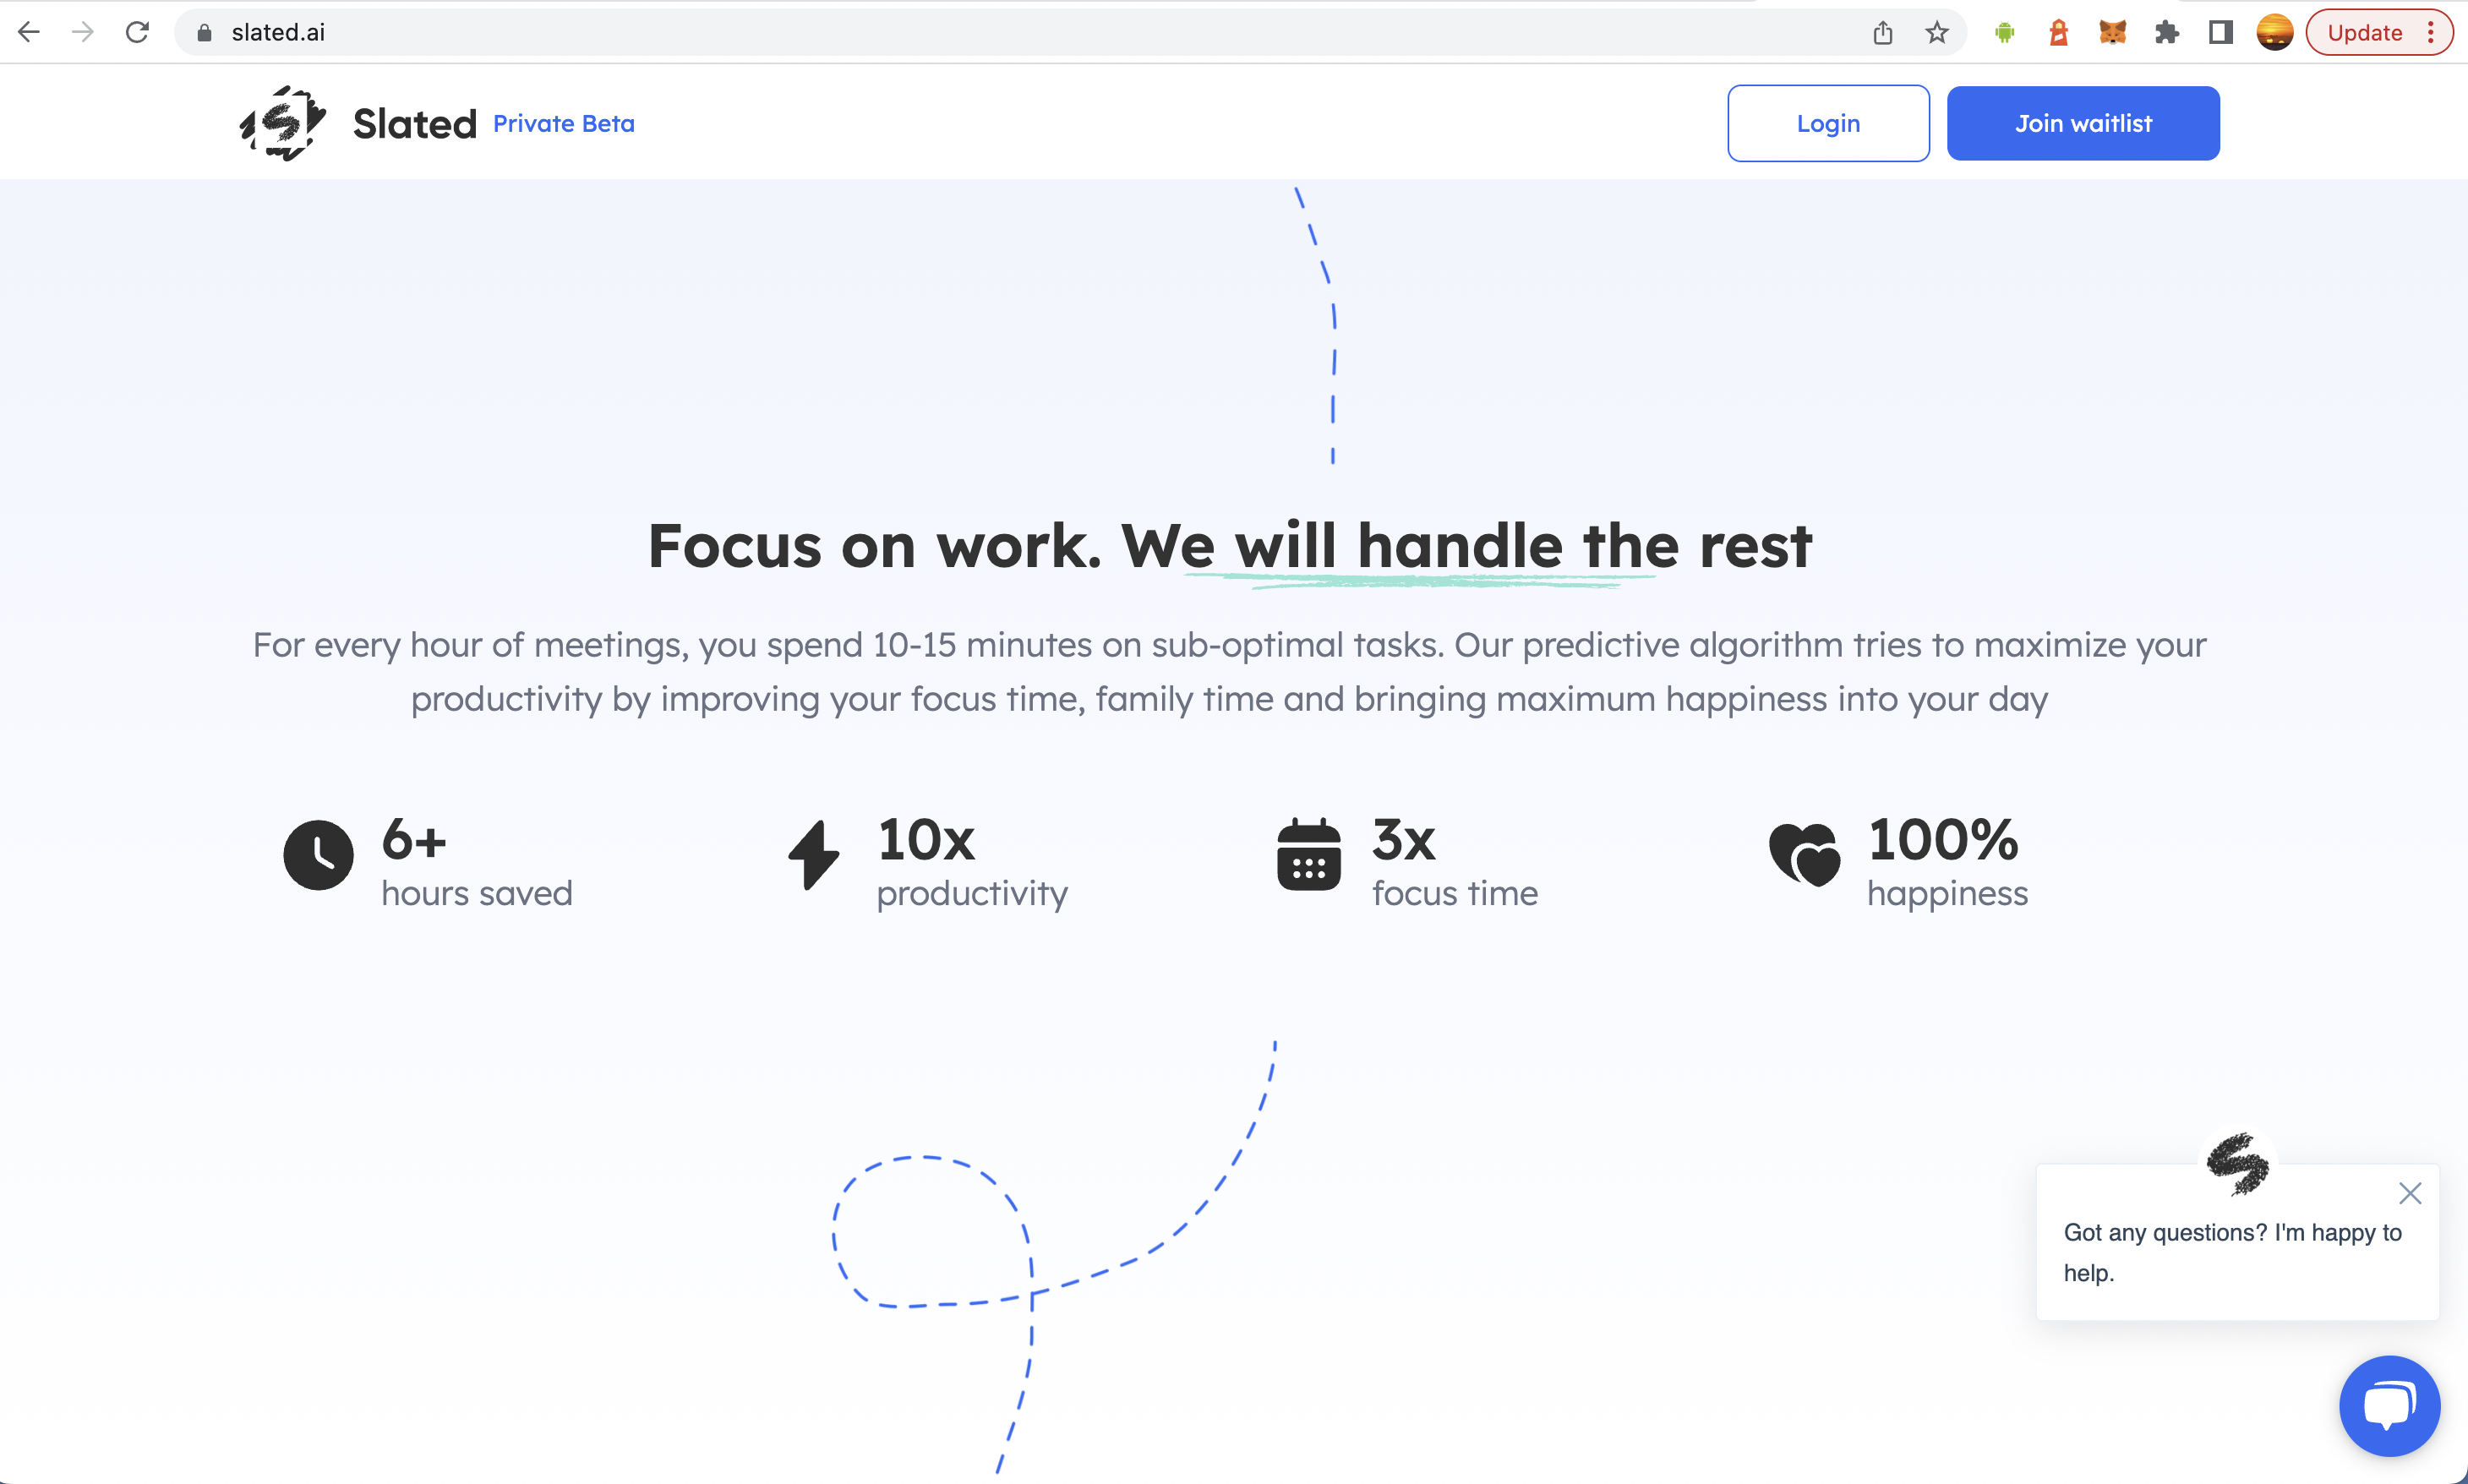 slated.ai
Update
Slated Private Beta
Login
Join waitlist
Focus on work. We will handle the rest
For every hour of meetings, you spend 10-15 minutes on sub-optimal tasks. Our predictive algorithm tries to maximize your
productivity by improving your focus time, family time and bringing maximum happiness into your day
6+
hours saved
10x
productivity
3x
focus time
100%
happiness
Got any questions? I'm happy to
help.